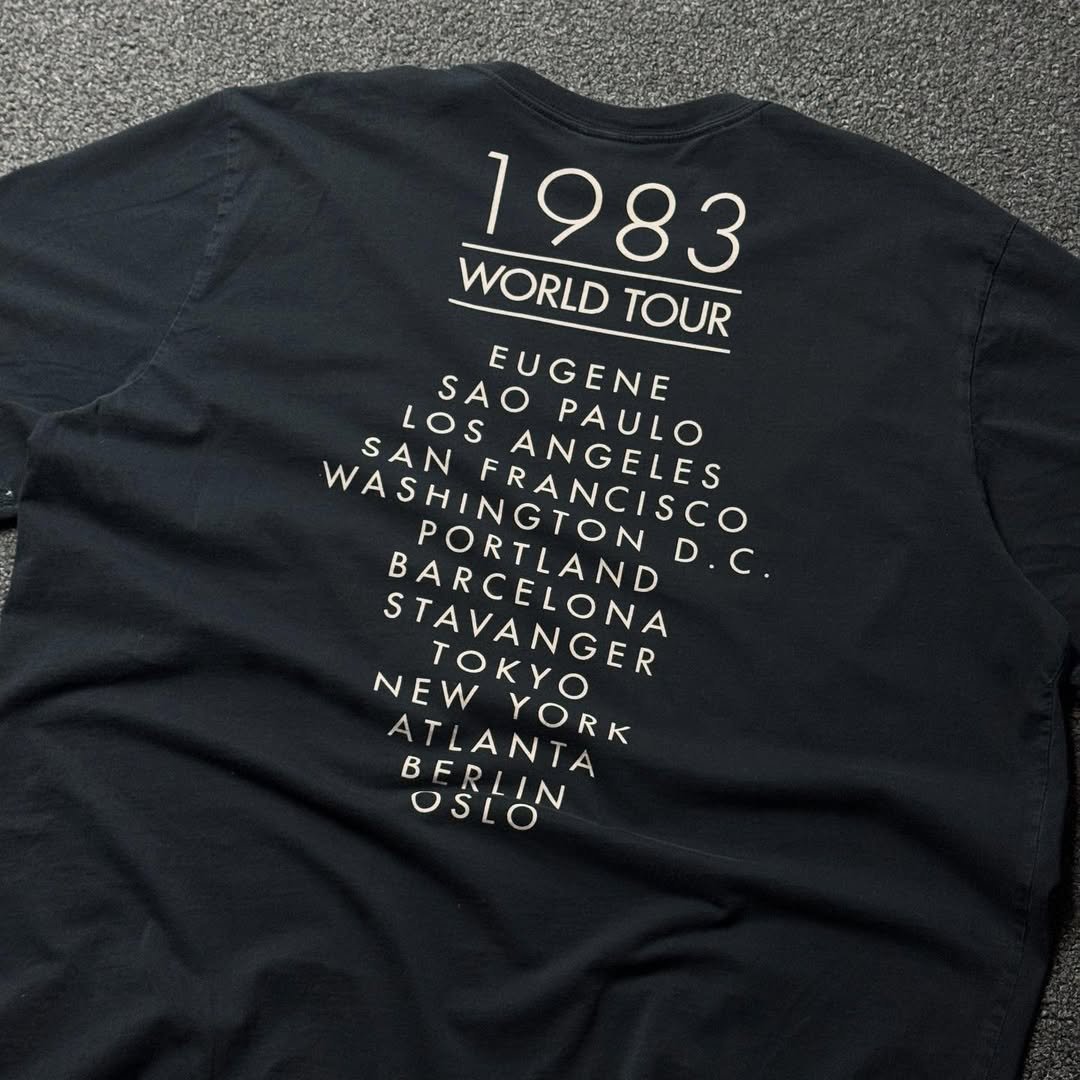 1983
WORLD TOUR
EUGENE
SAO PAULO
LOS ANGELES
SAN FRANCISCO
WASHINGTON D.C.
PORTLAND
BARCELONA
STAVANGER
TOKYO
NEW YORK
ATLANTA
BERLIN
OSLO